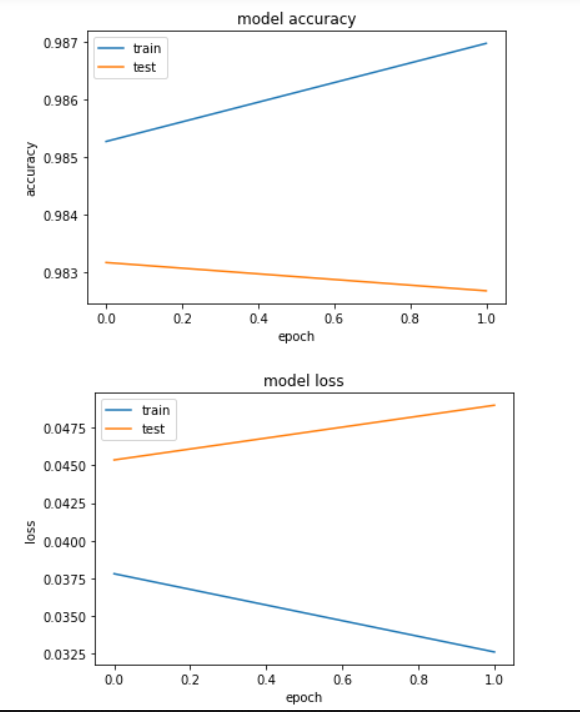 model accuracy
train
test
0.987
0.986
0.985
0.984
0.983
accuracy
0.0 0.2 0.4 0.6 0.8 1.0
epoch
model loss
train
test
0.0475
0.0450
0.0425
0.0400
0.0375
0.0350
0.0325
loss
0.0 0.2 0.4 0.6 0.8 1.0
epoch